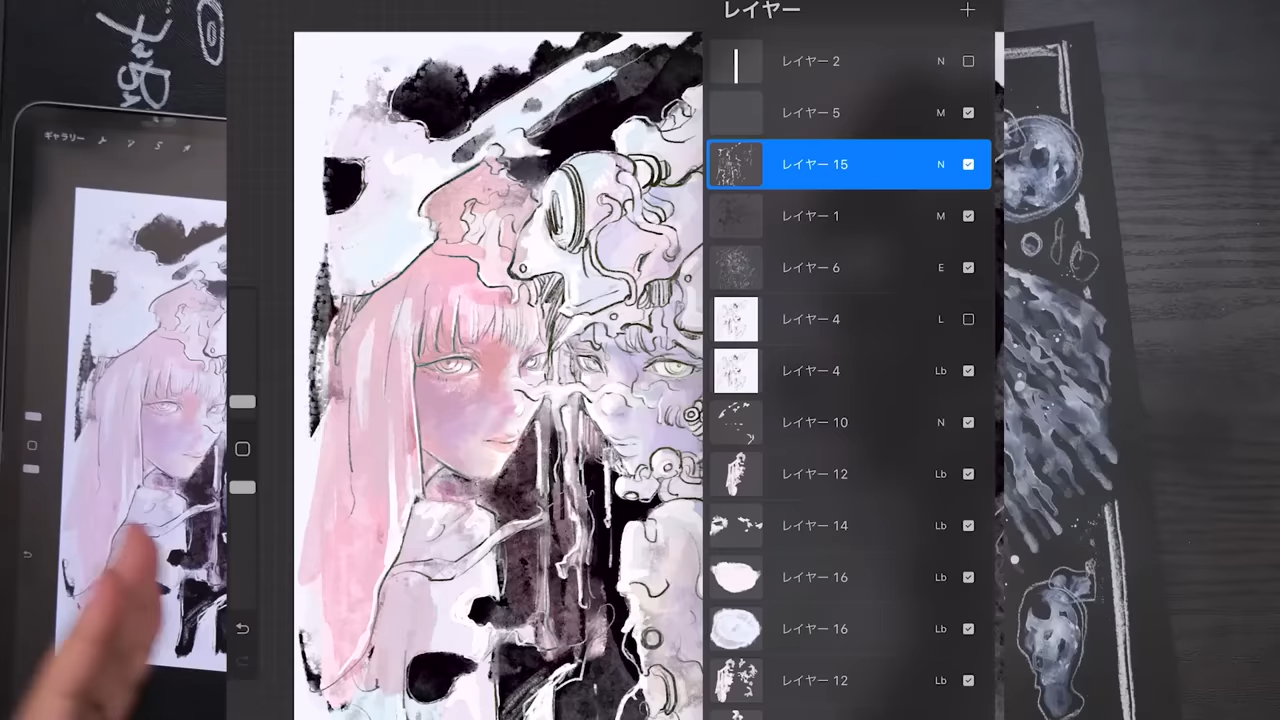 ギャラリー
レイヤー
レイヤー 2 N
レイヤー 5 M
レイヤー 15 N
レイヤー 1 M
レイヤー 6 E
レイヤー 4 L
レイヤー 4 Lb
レイヤー 10 N
レイヤー 12 Lb
レイヤー 14 Lb
レイヤー 16 Lb
レイヤー 16 Lb
レイヤー 12 Lb